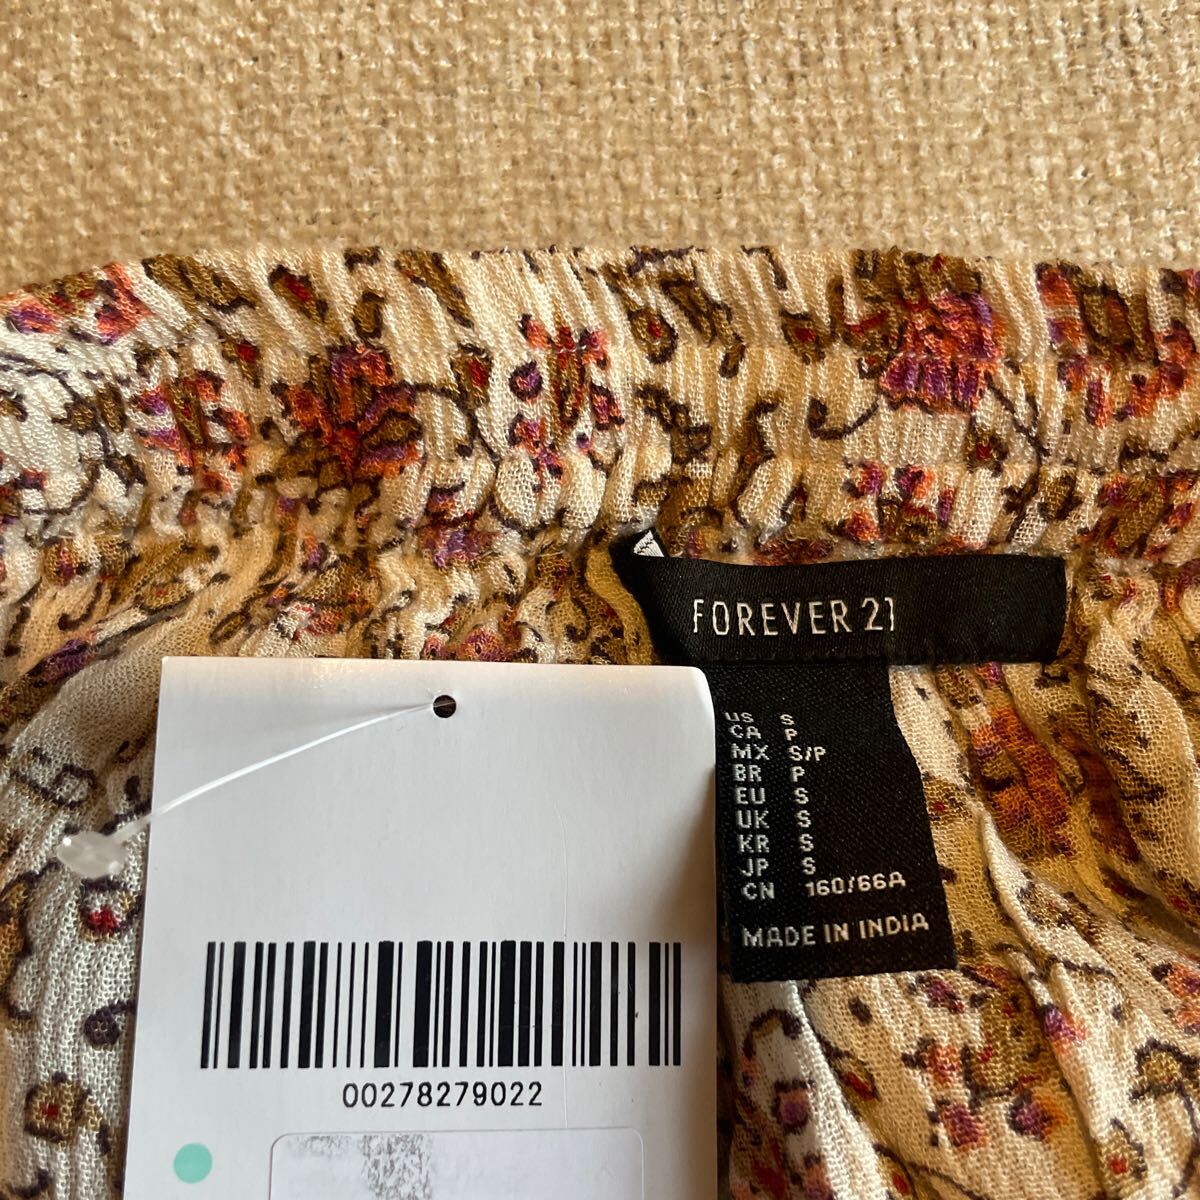 FOREVER 21
US S
CA P
MX S/P
BR P
EU S
UK S
KR S
JP S
CN 160/66A
MADE IN INDIA
00278279022